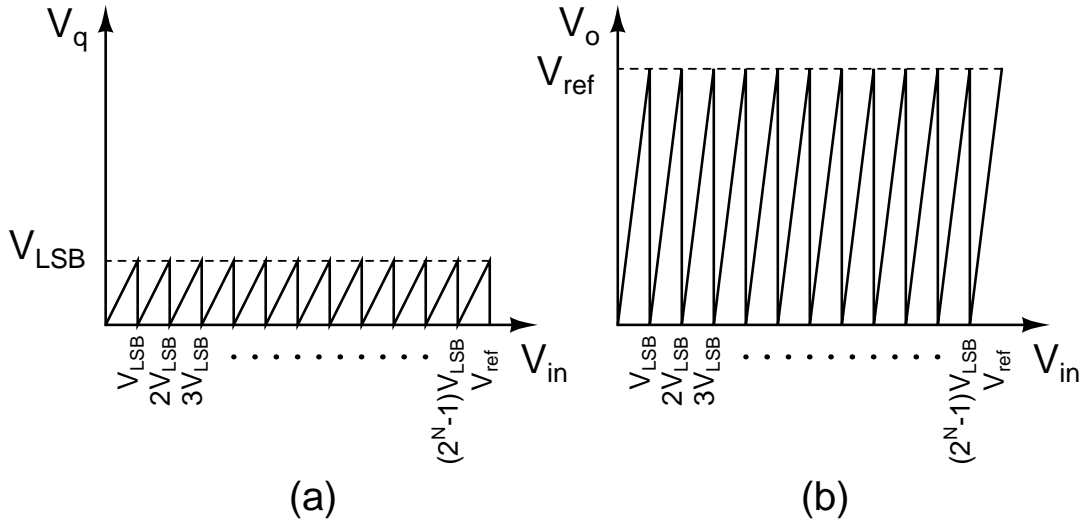 V_q
V_LSB
V_LSB
2V_LSB
3V_LSB
(2^N-1)V_LSB
V_ref
V_in
(a)
V_o
V_ref
V_LSB
2V_LSB
3V_LSB
(2^N-1)V_LSB
V_ref
V_in
(b)